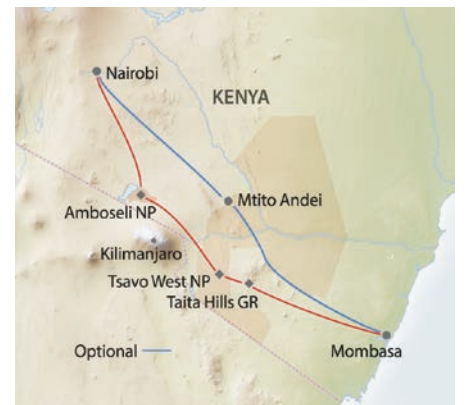 Nairobi
KENYA
Mtito Andei
Amboseli NP
Kilimanjaro
Tsavo West NP
Taita Hills GR
Optional
Mombasa